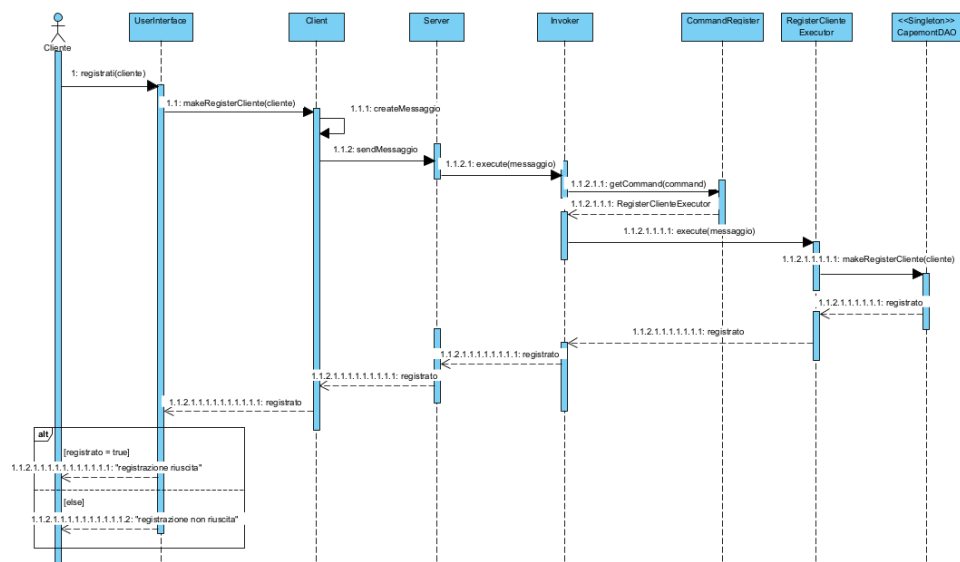 UserInterface
Client
Server
Invoker
CommandRegister
RegisterCliente
Executor
<<Singleton>>
CapemontDAO
Cliente
1: registrati(cliente)
1.1: makeRegisterCliente(cliente)
1.1.1: createMessaggio
1.1.2: sendMessaggio
1.1.2.1: execute(messaggio)
1.1.2.1.1: getCommand(command)
1.1.2.1.1.1: RegisterClienteExecutor
1.1.2.1.1.1.1: execute(messaggio)
1.1.2.1.1.1.1.1: makeRegisterCliente(cliente)
1.1.2.1.1.1.1.1.1: registrato
1.1.2.1.1.1.1.1.1.1: registrato
1.1.2.1.1.1.1.1.1.1.1: registrato
1.1.2.1.1.1.1.1.1.1.1.1: registrato
1.1.2.1.1.1.1.1.1.1.1.1.1: registrato
alt
[registrato = true]
1.1.2.1.1.1.1.1.1.1.1.1.1.1: "registrazione riuscita"
[else]
1.1.2.1.1.1.1.1.1.1.1.1.1.2: "registrazione non riuscita"